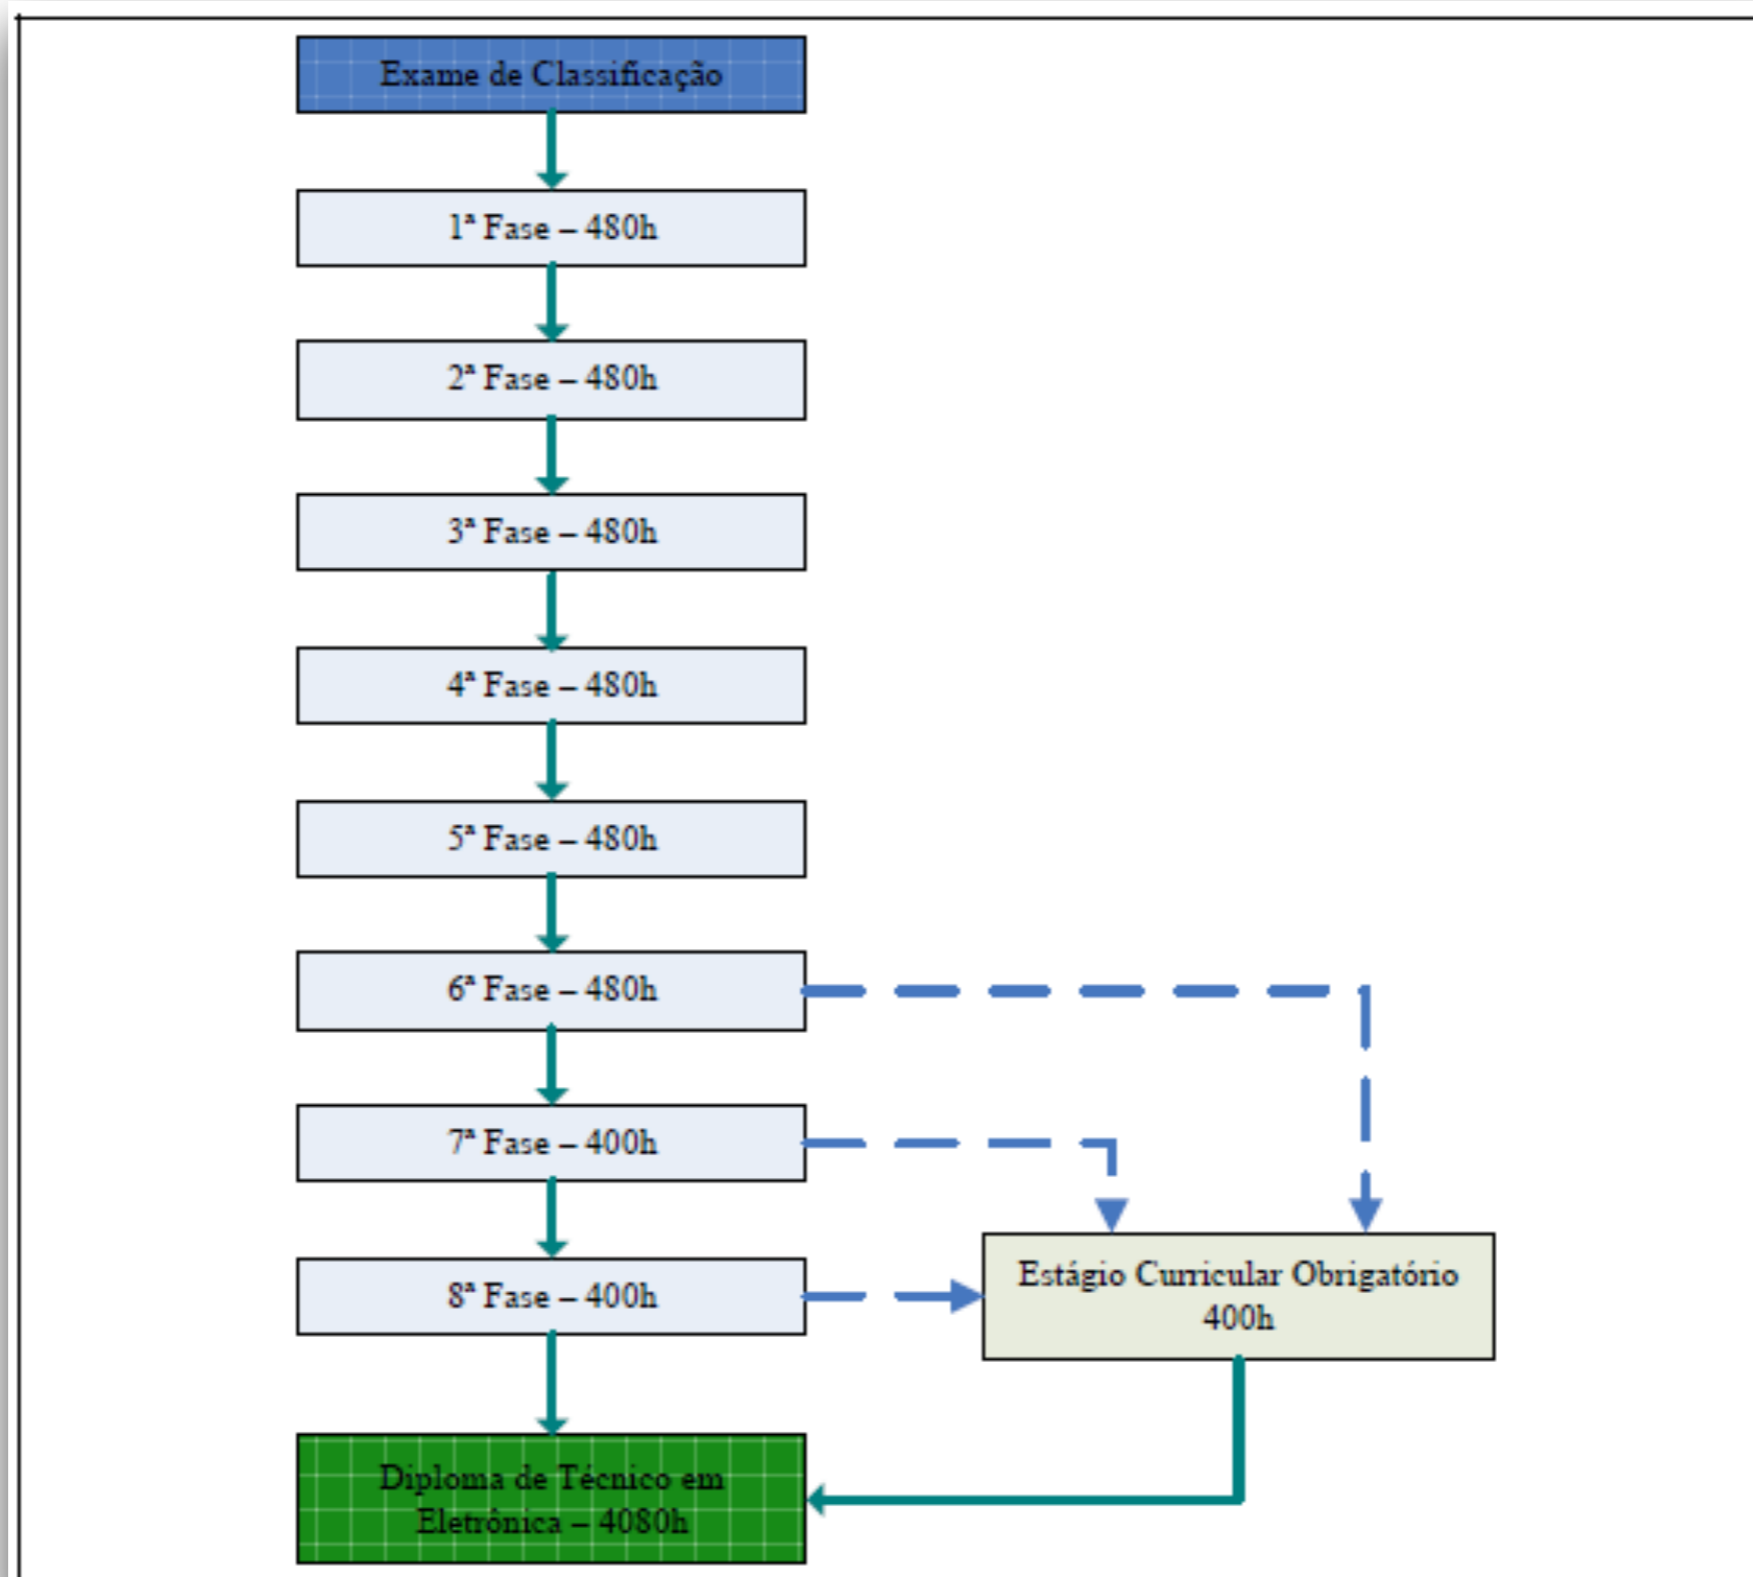 Exame de Classificação
1ª Fase – 480h
2ª Fase – 480h
3ª Fase – 480h
4ª Fase – 480h
5ª Fase – 480h
6ª Fase – 480h
7ª Fase – 400h
8ª Fase – 400h
Estágio Curricular Obrigatório
400h
Diploma de Técnico em
Eletrônica – 4080h